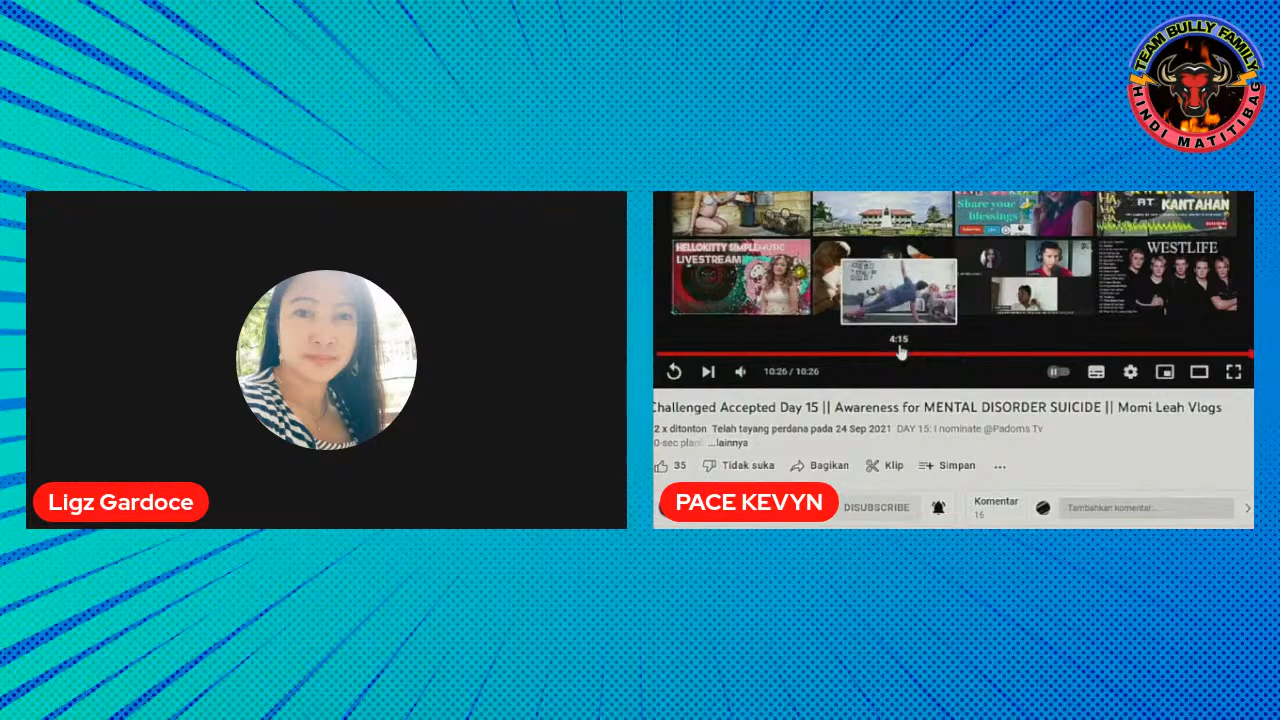 TEAM BULLY FAMILY
HINDI MATITIBAG
Share your
blessings
AT KANTAHAN
HELLOKITTY SIMPLEMUSIC
LIVESTREAM
WESTLIFE
4:15
10:26 / 10:26
Challenged Accepted Day 15 || Awareness for MENTAL DISORDER SUICIDE || Momi Leah Vlogs
2 x ditonton Telah tayang perdana pada 24 Sep 2021 DAY 15: I nominate @Padoms Tv
...lainnya
35 Tidak suka Bagikan Klip Simpan ...
Ligz Gardoce
PACE KEVYN
DISUBSCRIBE
Komentar
16
Tambahkan komentar...